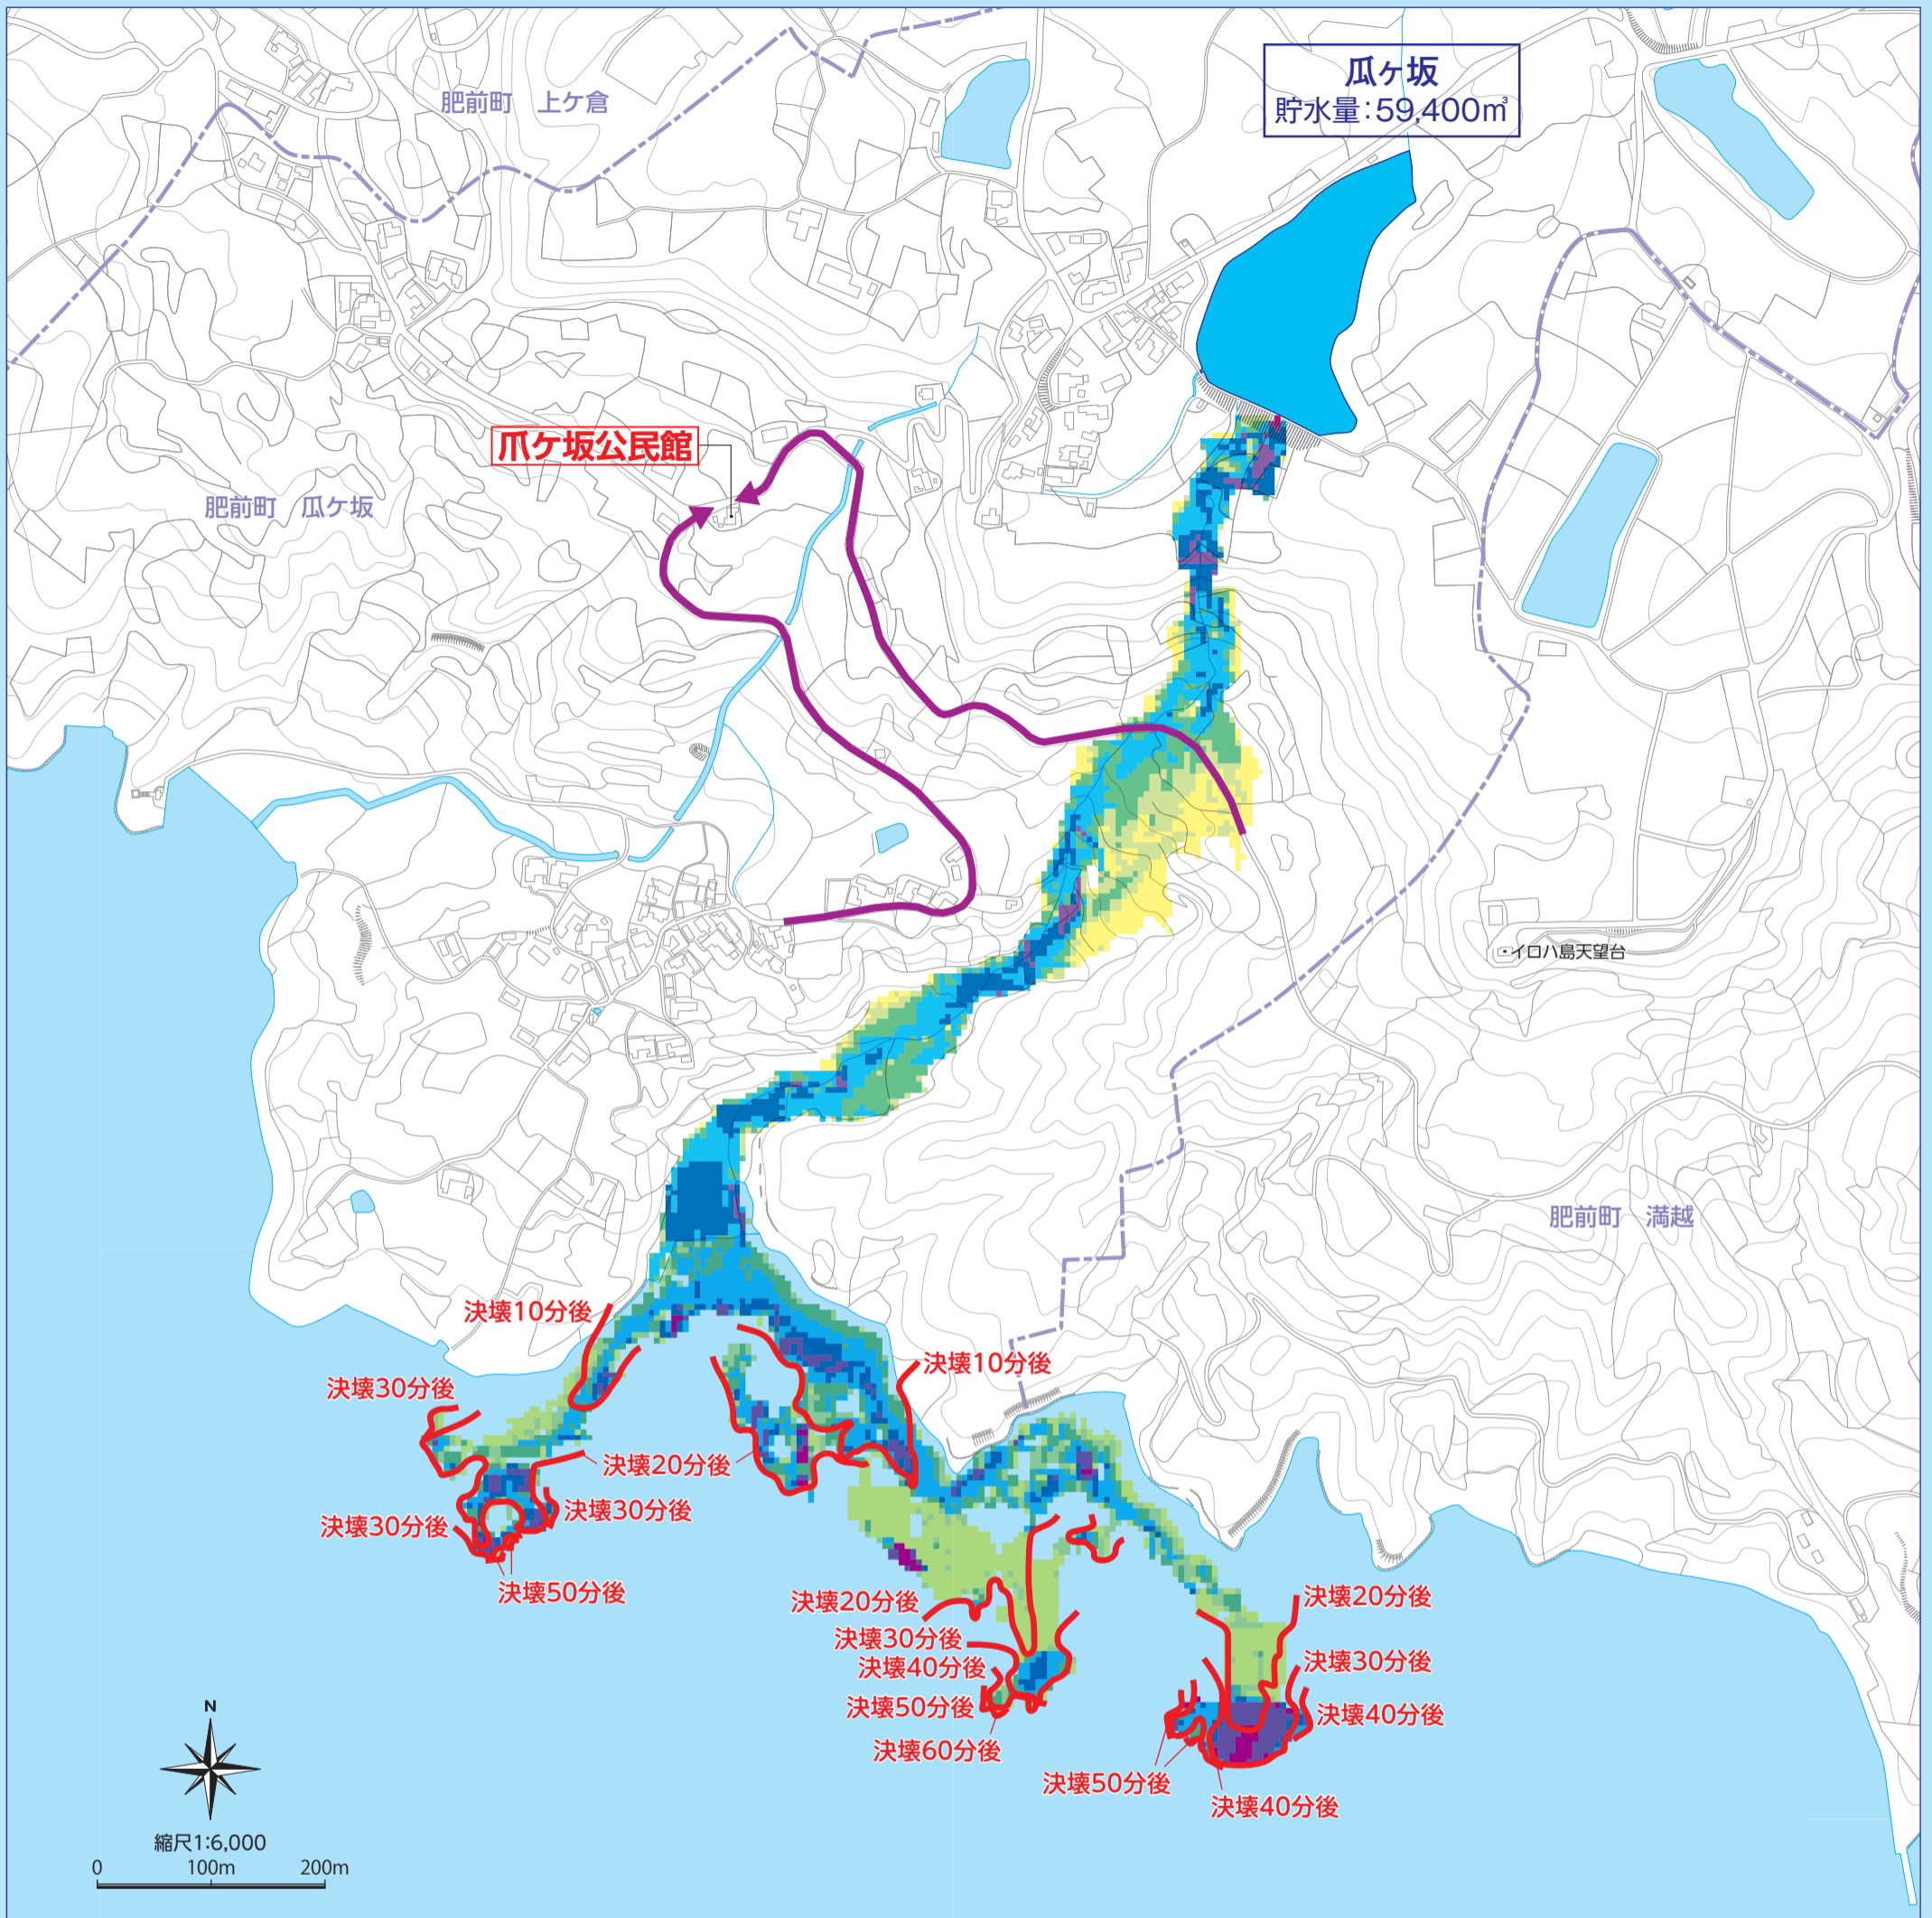 瓜ヶ坂
貯水量:59,400㎥
肥前町 上ケ倉
爪ケ坂公民館
肥前町 瓜ケ坂
イロハ島天望台
肥前町 満越
決壊10分後
決壊10分後
決壊30分後
決壊20分後
決壊30分後
決壊30分後
決壊50分後
決壊20分後
決壊20分後
決壊30分後
決壊40分後
決壊30分後
決壊50分後
決壊40分後
決壊60分後
決壊50分後
決壊40分後
N
縮尺1:6,000
0 100m 200m